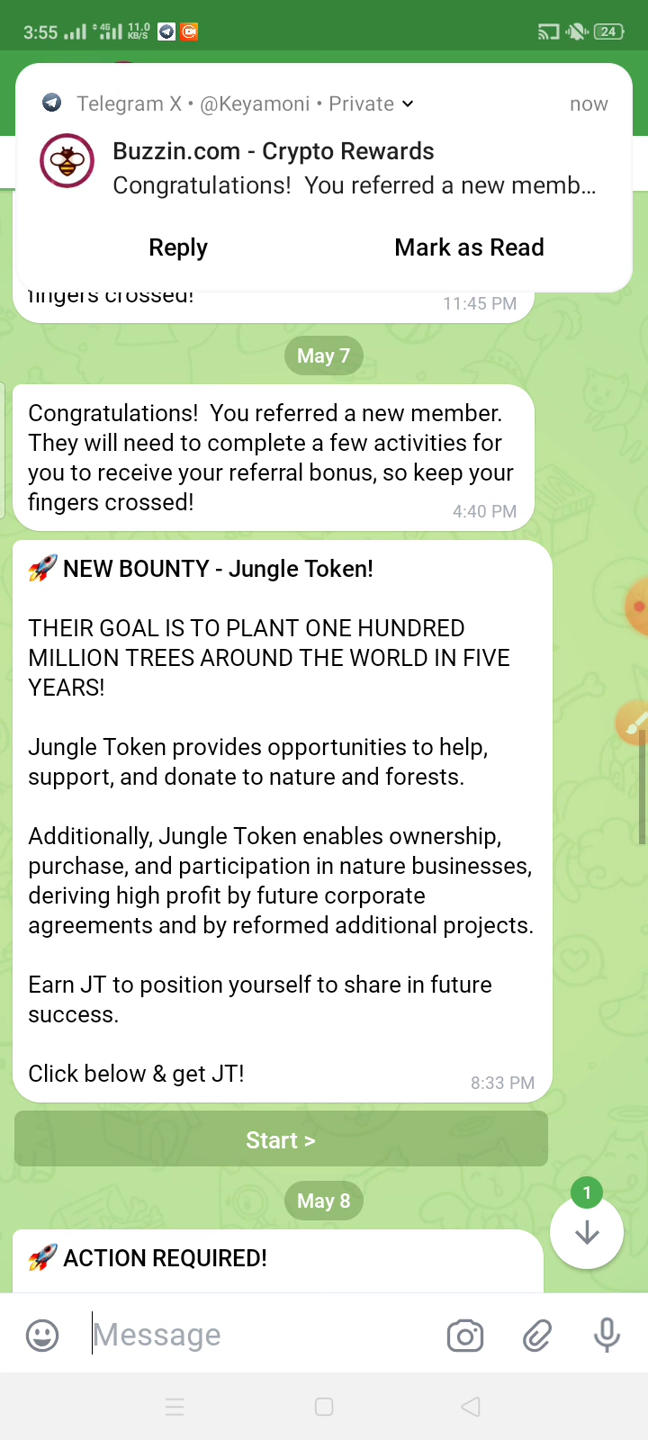 3:55 4G 11.0 KB/S 24
Telegram X • @Keyamoni • Private now
Buzzin.com - Crypto Rewards
Congratulations! You referred a new memb...
Reply Mark as Read
fingers crossed!
11:45 PM
May 7
Congratulations! You referred a new member.
They will need to complete a few activities for
you to receive your referral bonus, so keep your
fingers crossed!
4:40 PM
🚀 NEW BOUNTY - Jungle Token!
THEIR GOAL IS TO PLANT ONE HUNDRED
MILLION TREES AROUND THE WORLD IN FIVE
YEARS!
Jungle Token provides opportunities to help,
support, and donate to nature and forests.
Additionally, Jungle Token enables ownership,
purchase, and participation in nature businesses,
deriving high profit by future corporate
agreements and by reformed additional projects.
Earn JT to position yourself to share in future
success.
Click below & get JT!
8:33 PM
Start >
May 8
1
🚀 ACTION REQUIRED!
Message